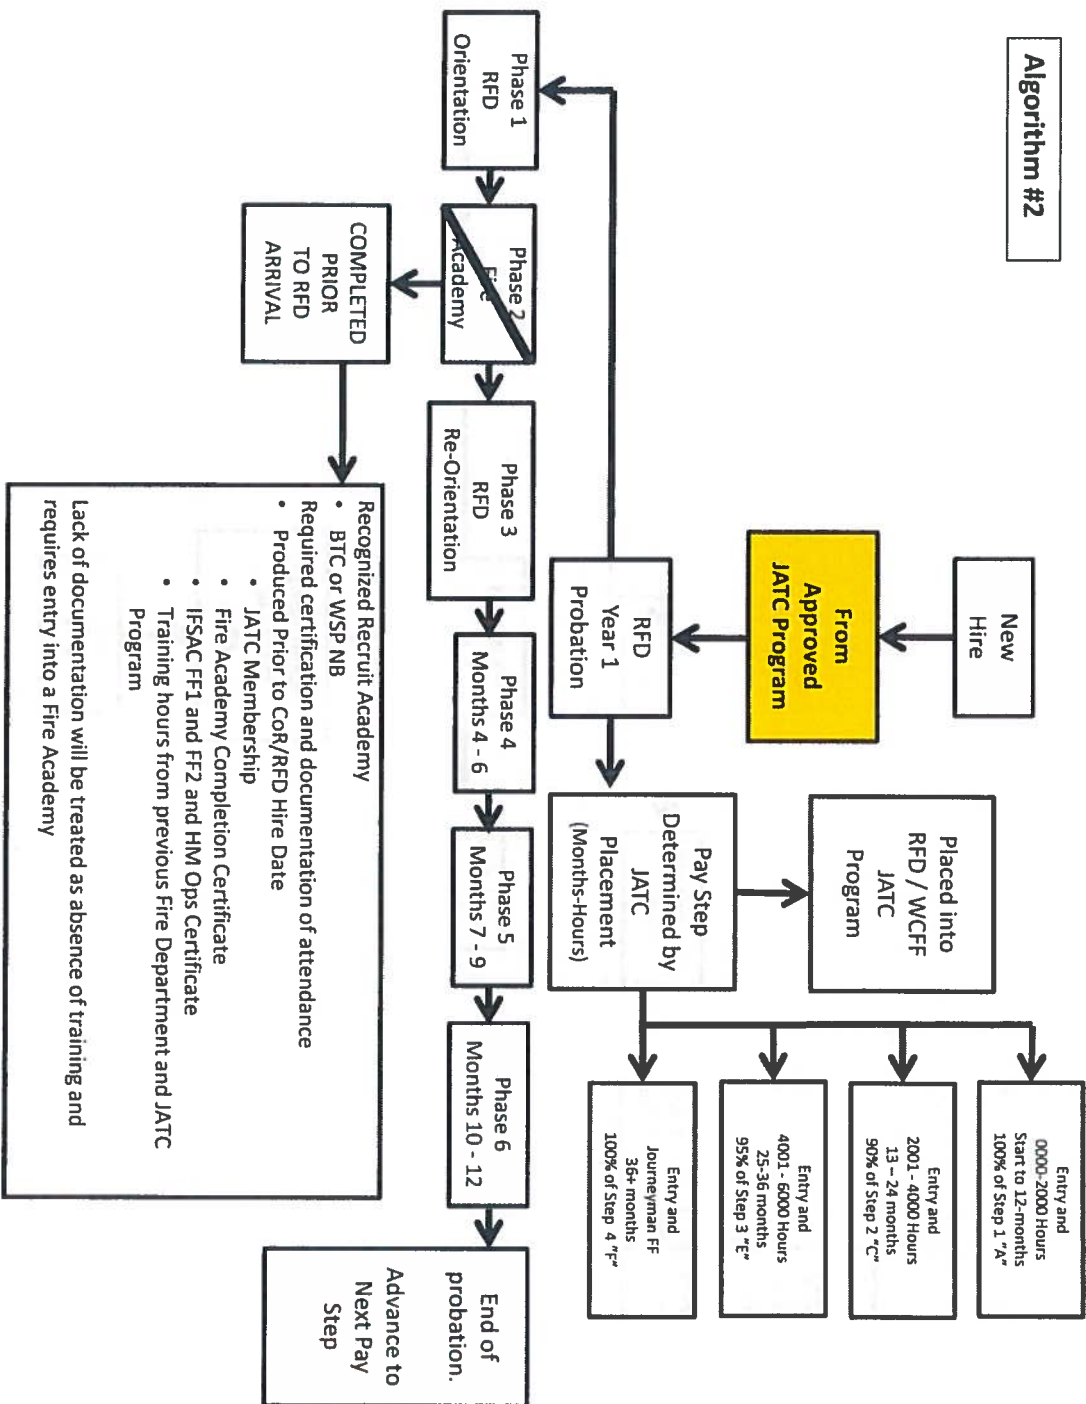 Algorithm #2
New
Hire
From
Approved
JATC Program
RFD
Year 1
Probation
Placed into
RFD / WCFF
JATC
Program
Pay Step
Determined by
JATC
Placement
(Months-Hours)
Entry and
0000-2000 Hours
Start to 12-months
100% of Step 1 "A"
Entry and
2001 - 4000 Hours
13 – 24 months
90% of Step 2 "C"
Entry and
4001 - 6000 Hours
25-36 months
95% of Step 3 "E"
Entry and
Journeyman FF
36+ months
100% of Step 4 "F"
Phase 1
RFD
Orientation
Phase 2
Fire
Academy
Phase 3
RFD
Re-Orientation
Phase 4
Months 4 - 6
Phase 5
Months 7 - 9
Phase 6
Months 10 - 12
End of
probation.
Advance to
Next Pay
Step
COMPLETED
PRIOR
TO RFD
ARRIVAL
Recognized Recruit Academy
• BTC or WSP NB
Required certification and documentation of attendance
• Produced Prior to CoR/RFD Hire Date
• JATC Membership
• Fire Academy Completion Certificate
• IFSAC FF1 and FF2 and HM Ops Certificate
• Training hours from previous Fire Department and JATC
Program
Lack of documentation will be treated as absence of training and
requires entry into a Fire Academy